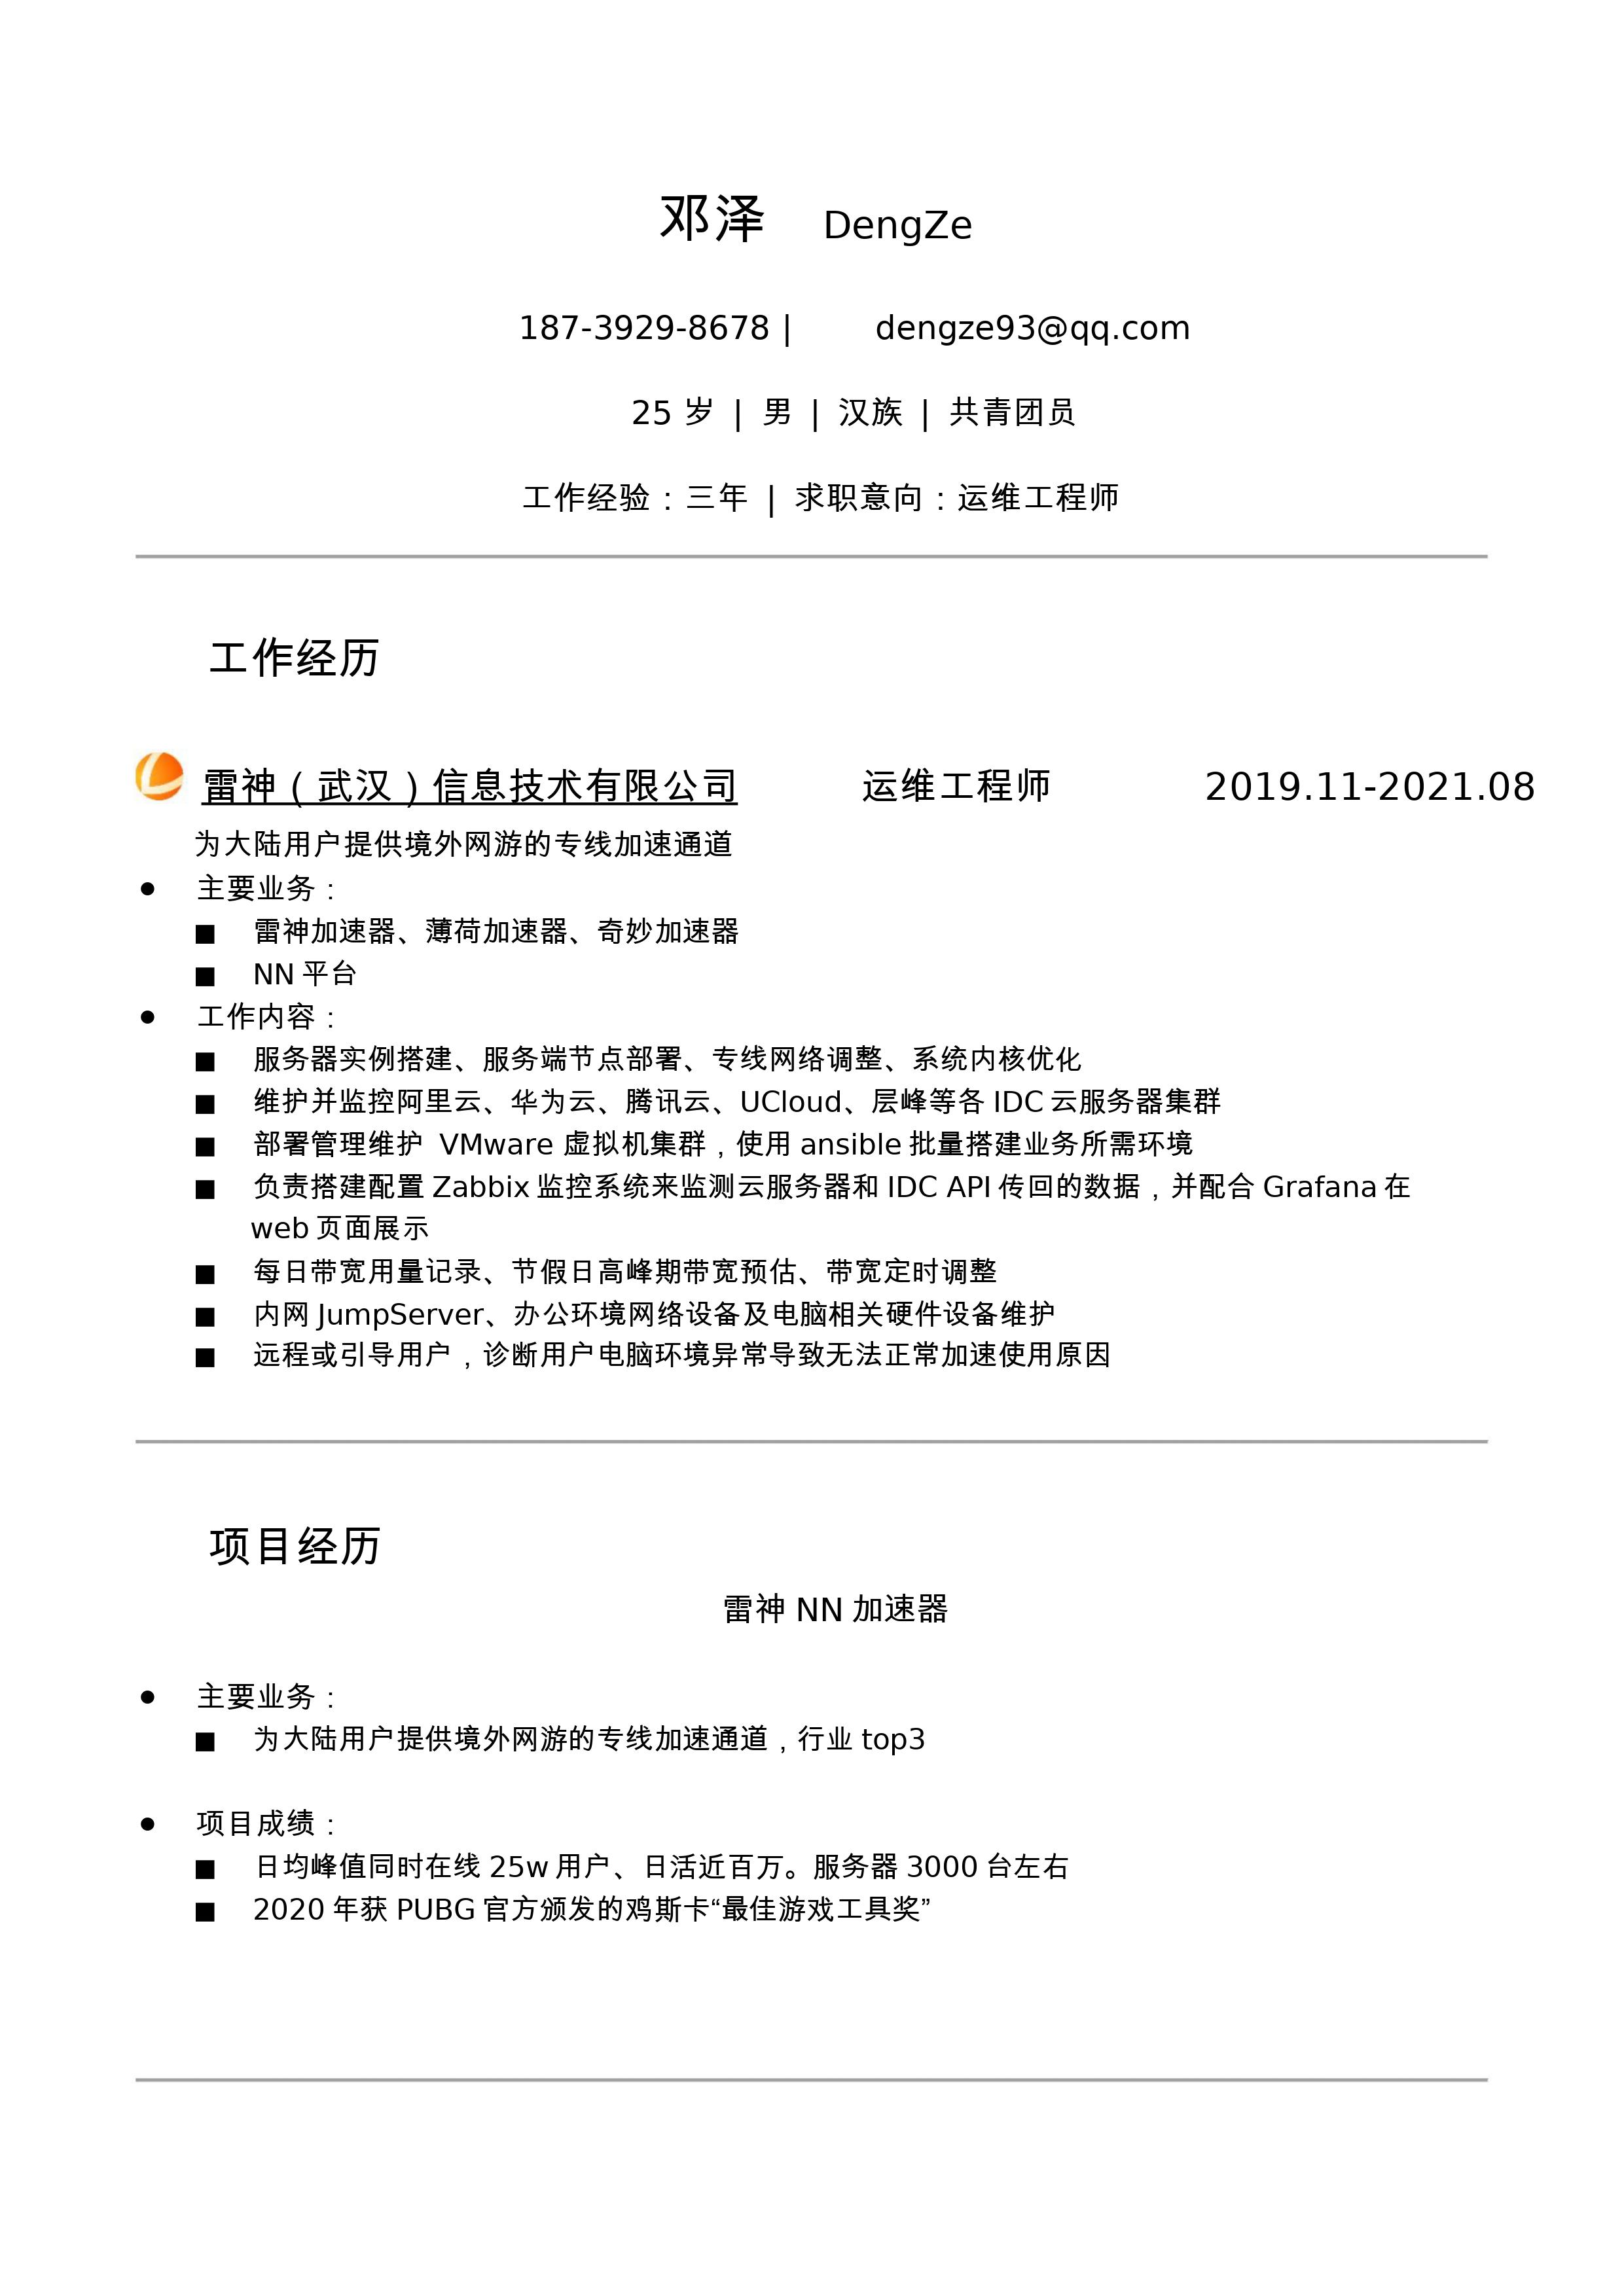 邓泽 DengZe
187-3929-8678 | dengze93@qq.com
25 岁 | 男 | 汉族 | 共青团员
工作经验：三年 | 求职意向：运维工程师
工作经历
雷神（武汉）信息技术有限公司 运维工程师 2019.11-2021.08
为大陆用户提供境外网游的专线加速通道
● 主要业务：
■ 雷神加速器、薄荷加速器、奇妙加速器
■ NN 平台
● 工作内容：
■ 服务器实例搭建、服务端节点部署、专线网络调整、系统内核优化
■ 维护并监控阿里云、华为云、腾讯云、UCloud、层峰等各 IDC 云服务器集群
■ 部署管理维护 VMware 虚拟机集群，使用 ansible 批量搭建业务所需环境
■ 负责搭建配置 Zabbix 监控系统来监测云服务器和 IDC API 传回的数据，并配合 Grafana 在
web 页面展示
■ 每日带宽用量记录、节假日高峰期带宽预估、带宽定时调整
■ 内网 JumpServer、办公环境网络设备及电脑相关硬件设备维护
■ 远程或引导用户，诊断用户电脑环境异常导致无法正常加速使用原因
项目经历
雷神 NN 加速器
● 主要业务：
■ 为大陆用户提供境外网游的专线加速通道，行业 top3
● 项目成绩：
■ 日均峰值同时在线 25w 用户、日活近百万。服务器 3000 台左右
■ 2020 年获 PUBG 官方颁发的鸡斯卡“最佳游戏工具奖”